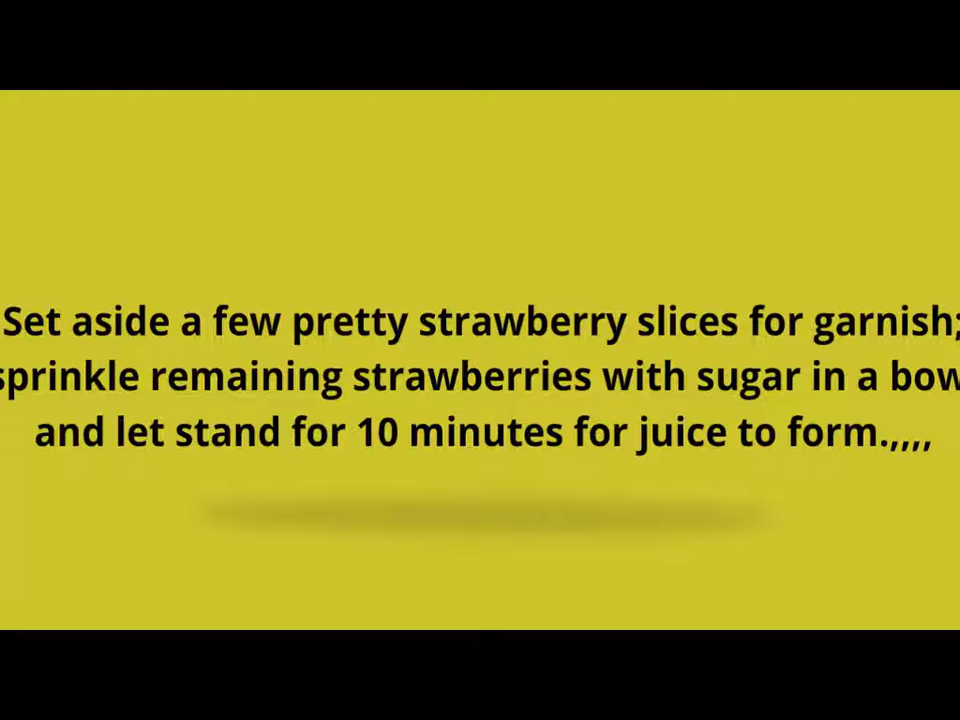 Set aside a few pretty strawberry slices for garnish;
sprinkle remaining strawberries with sugar in a bow
and let stand for 10 minutes for juice to form.,,,,